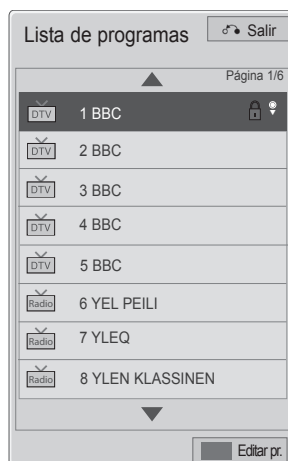 Lista de programas Salir
Página 1/6
DTV 1 BBC
DTV 2 BBC
DTV 3 BBC
DTV 4 BBC
DTV 5 BBC
Radio 6 YEL PEILI
Radio 7 YLEQ
Radio 8 YLEN KLASSINEN
Editar pr.